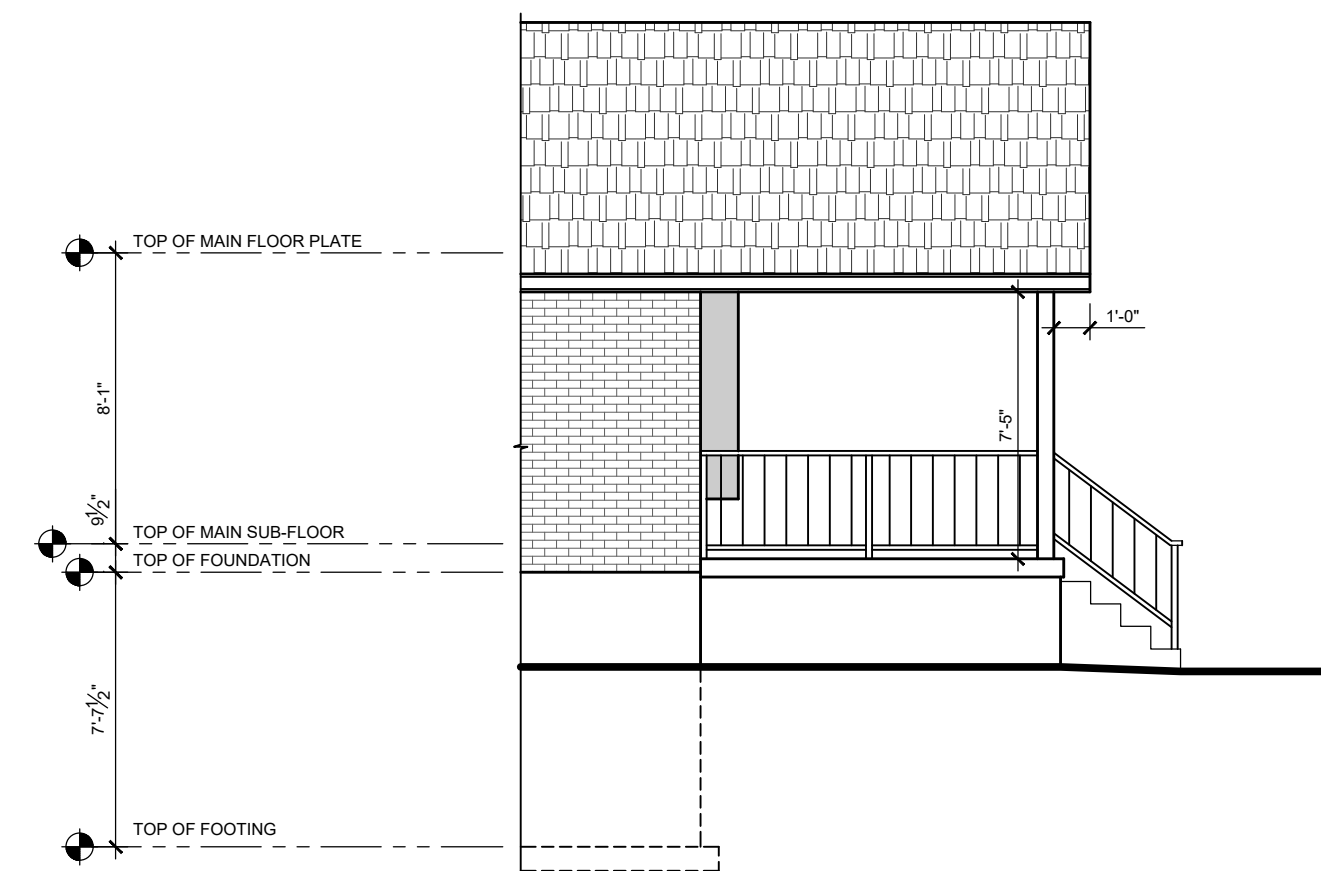 TOP OF MAIN FLOOR PLATE
1'-0"
8'-1"
7'-5"
9½"
TOP OF MAIN SUB-FLOOR
TOP OF FOUNDATION
7'-7½"
TOP OF FOOTING